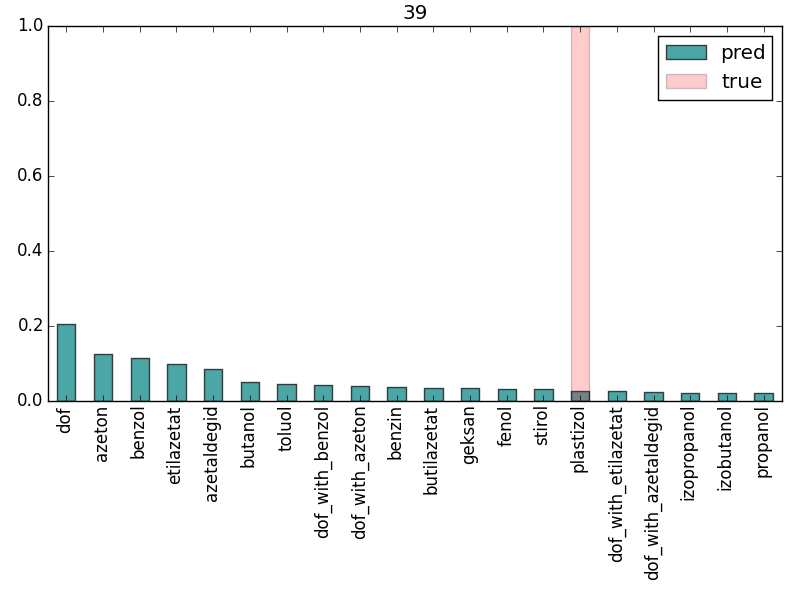 39
1.0
0.8
0.6
0.4
0.2
0.0
pred
true
dof
azeton
benzol
etilazetat
azetaldegid
butanol
toluol
dof_with_benzol
dof_with_azeton
benzin
butilazetat
geksan
fenol
stirol
plastizol
dof_with_etilazetat
dof_with_azetaldegid
izopropanol
izobutanol
propanol